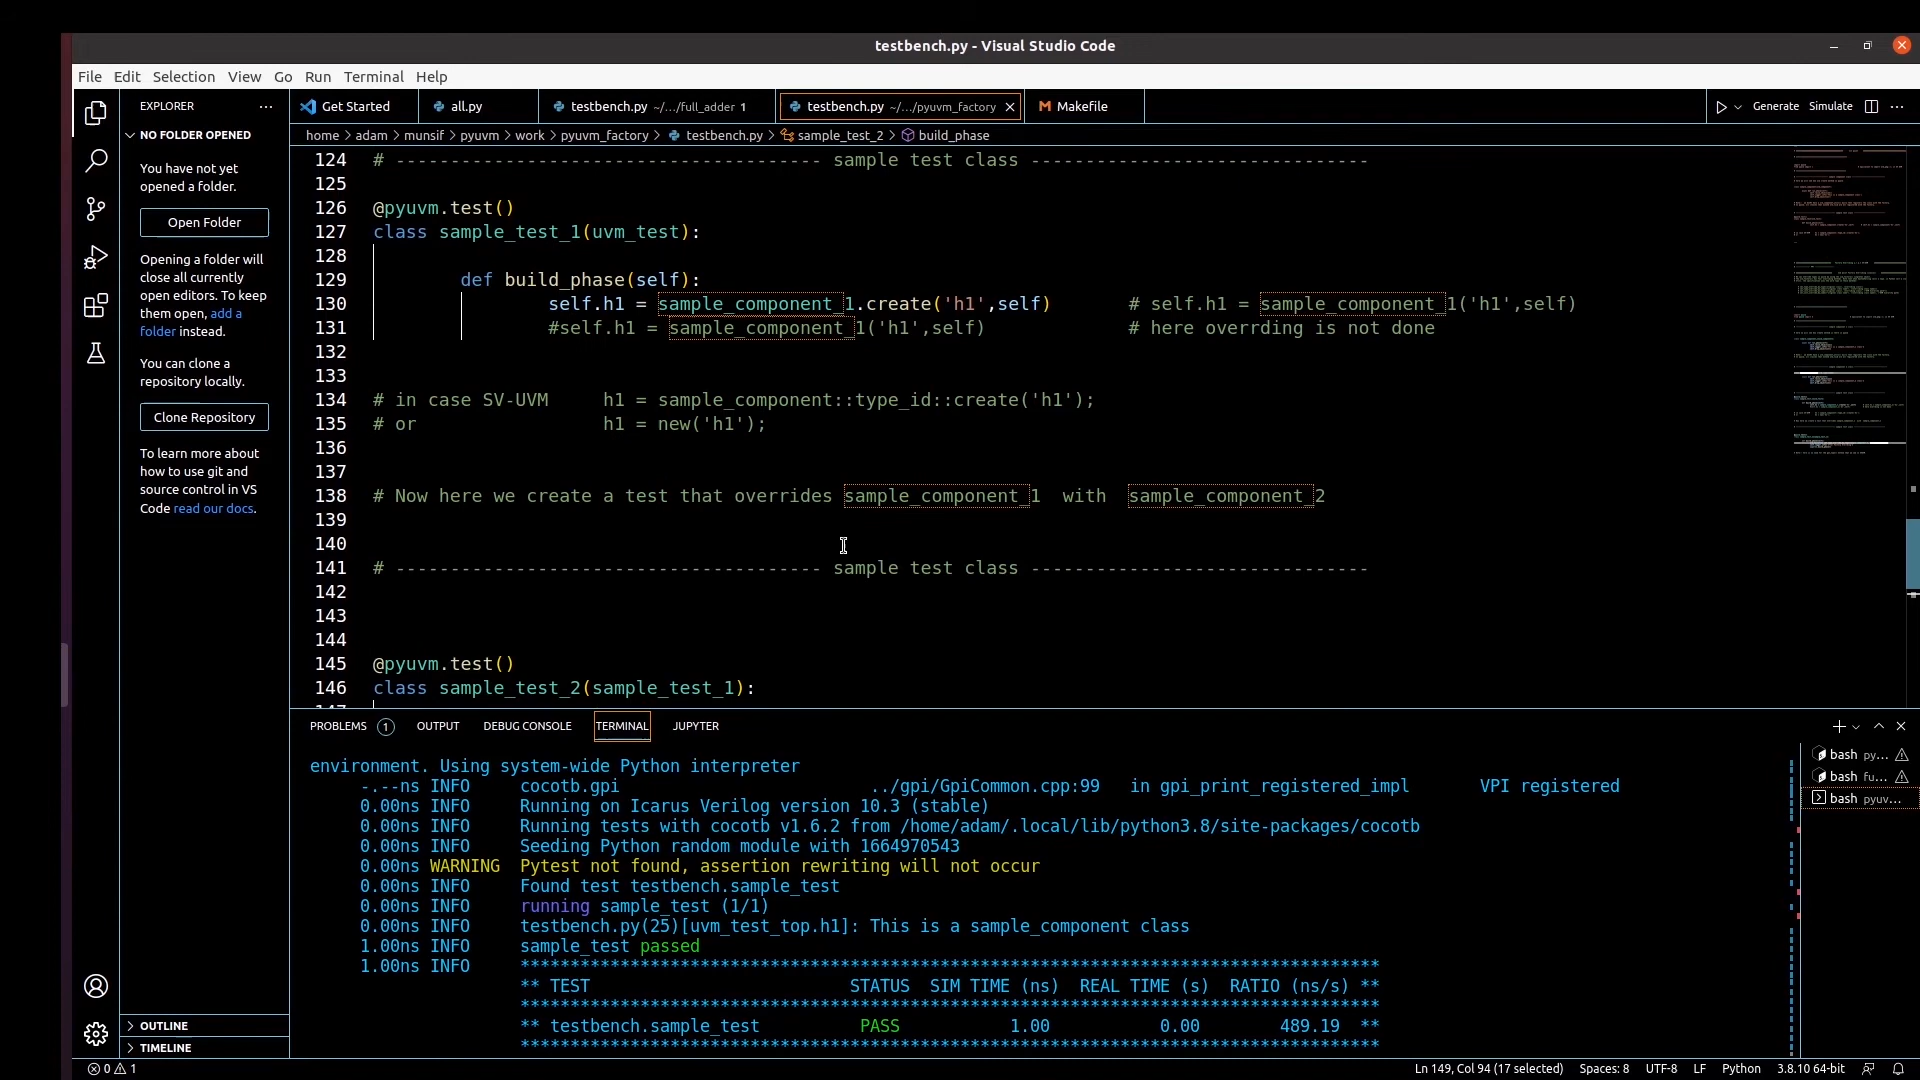 testbench.py - Visual Studio Code
File Edit Selection View Go Run Terminal Help
EXPLORER
NO FOLDER OPENED
You have not yet
opened a folder.
Open Folder
Opening a folder will
close all currently
open editors. To keep
them open, add a
folder instead.
You can clone a
repository locally.
Clone Repository
To learn more about
how to use git and
source control in VS
Code read our docs.
OUTLINE
TIMELINE
Get Started
all.py
testbench.py ~/.../full_adder 1
testbench.py ~/.../pyuvm_factory
Makefile
Generate Simulate
home > adam > munsif > pyuvm > work > pyuvm_factory > testbench.py > sample_test_2 > build_phase
124 # --------------------------------------- sample test class -------------------------------
125
126 @pyuvm.test()
127 class sample_test_1(uvm_test):
128
129 def build_phase(self):
130 self.h1 = sample_component_1.create('h1',self) # self.h1 = sample_component_1('h1',self)
131 #self.h1 = sample_component_1('h1',self) # here overrding is not done
132
133
134 # in case SV-UVM h1 = sample_component::type_id::create('h1');
135 # or h1 = new('h1');
136
137
138 # Now here we create a test that overrides sample_component_1 with sample_component_2
139
140
141 # --------------------------------------- sample test class -------------------------------
142
143
144
145 @pyuvm.test()
146 class sample_test_2(sample_test_1):
PROBLEMS 1 OUTPUT DEBUG CONSOLE TERMINAL JUPYTER
environment. Using system-wide Python interpreter
-.--ns INFO cocotb.gpi ../gpi/GpiCommon.cpp:99 in gpi_print_registered_impl VPI registered
0.00ns INFO Running on Icarus Verilog version 10.3 (stable)
0.00ns INFO Running tests with cocotb v1.6.2 from /home/adam/.local/lib/python3.8/site-packages/cocotb
0.00ns INFO Seeding Python random module with 1664970543
0.00ns WARNING Pytest not found, assertion rewriting will not occur
0.00ns INFO Found test testbench.sample_test
0.00ns INFO running sample_test (1/1)
0.00ns INFO testbench.py(25)[uvm_test_top.h1]: This is a sample_component class
1.00ns INFO sample_test passed
1.00ns INFO **************************************************************************************
** TEST STATUS SIM TIME (ns) REAL TIME (s) RATIO (ns/s) **
**************************************************************************************
** testbench.sample_test PASS 1.00 0.00 489.19 **
**************************************************************************************
bash py...
bash fu...
bash pyuv...
0 1
Ln 149, Col 94 (17 selected) Spaces: 8 UTF-8 LF Python 3.8.10 64-bit